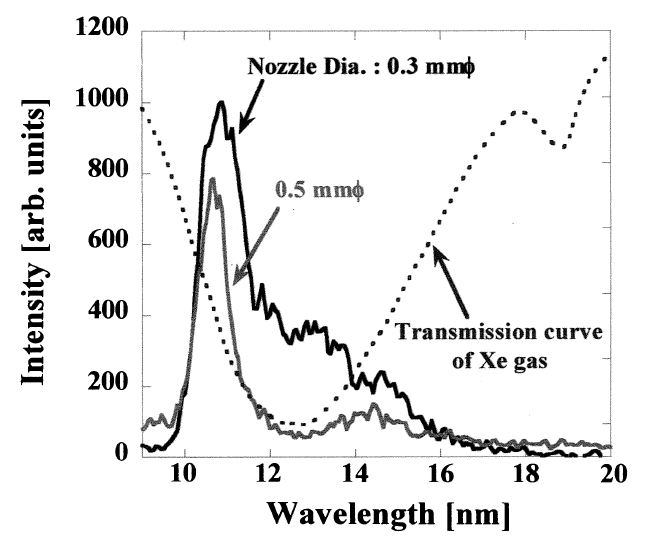 1200
1000
800
600
400
200
0
Intensity [arb. units]
Nozzle Dia. : 0.3 mmϕ
0.5 mmϕ
Transmission curve
of Xe gas
10 12 14 16 18 20
Wavelength [nm]